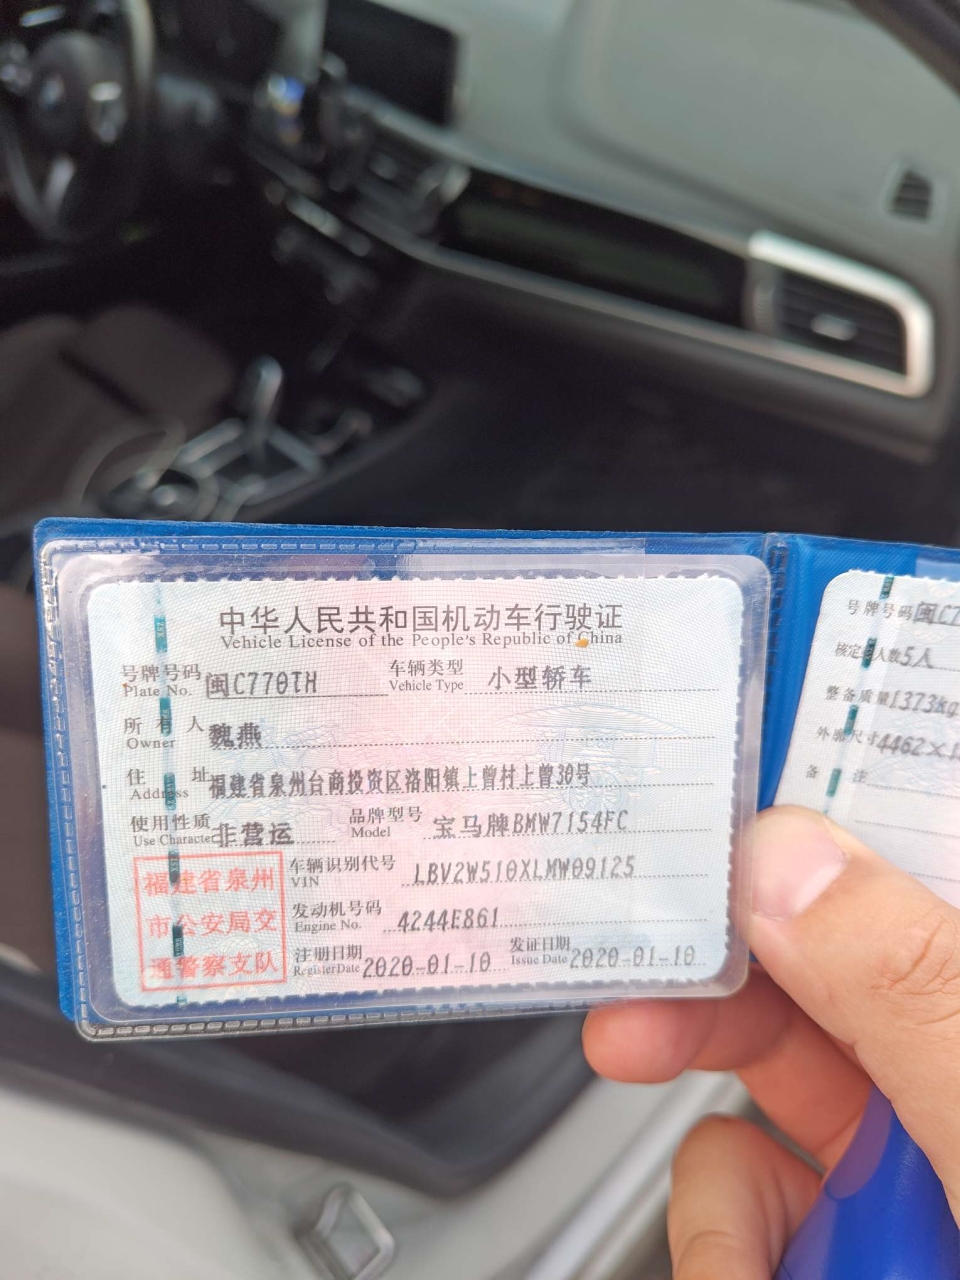 中华人民共和国机动车行驶证
Vehicle License of the People's Republic of China
号牌号码 Plate No. 闽C770TH 车辆类型 Vehicle Type 小型轿车
所有人 Owner 魏燕
住址 Address 福建省泉州台商投资区洛阳镇上曾村上曾30号
使用性质 Use Character 非营运 品牌型号 Model 宝马牌BMW7154FC
车辆识别代号 VIN LBV2W510XLMW09125
发动机号码 Engine No. 4244E861
注册日期 Register Date 2020-01-10 发证日期 Issue Date 2020-01-10
福建省泉州
市公安局交
通警察支队
号牌号码 闽C7
核定人数 5人
整备质量 1373kg
外廓尺寸 4462×1
备注